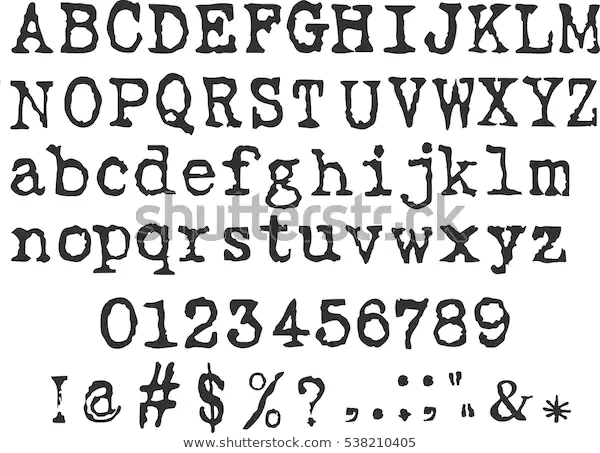 ABCDEFGHIJKLM
NOPQRSTUVWXYZ
abcdefghijklm
shutterstock
nopqrstuvwxyz
0123456789
!@#$%?,.:;"&*
www.shutterstock.com · 538210405